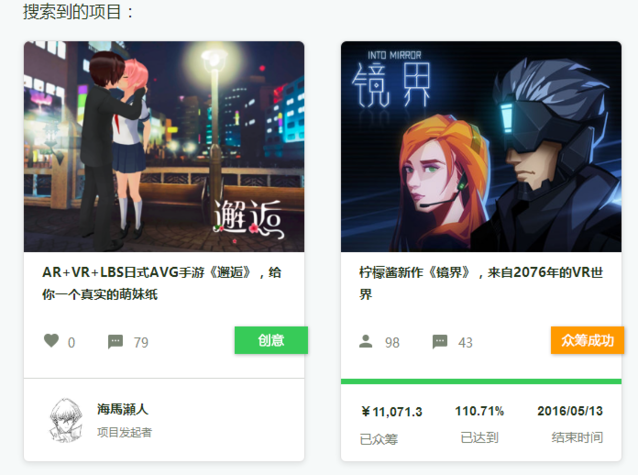 搜索到的项目：
邂逅
AR+VR+LBS日式AVG手游《邂逅》，给
你一个真实的萌妹纸
0
79
创意
海馬瀬人
项目发起者
INTO MIRROR
镜界
柠檬酱新作《镜界》，来自2076年的VR世
界
98
43
众筹成功
￥11,071.3
110.71%
2016/05/13
已众筹
已达到
结束时间